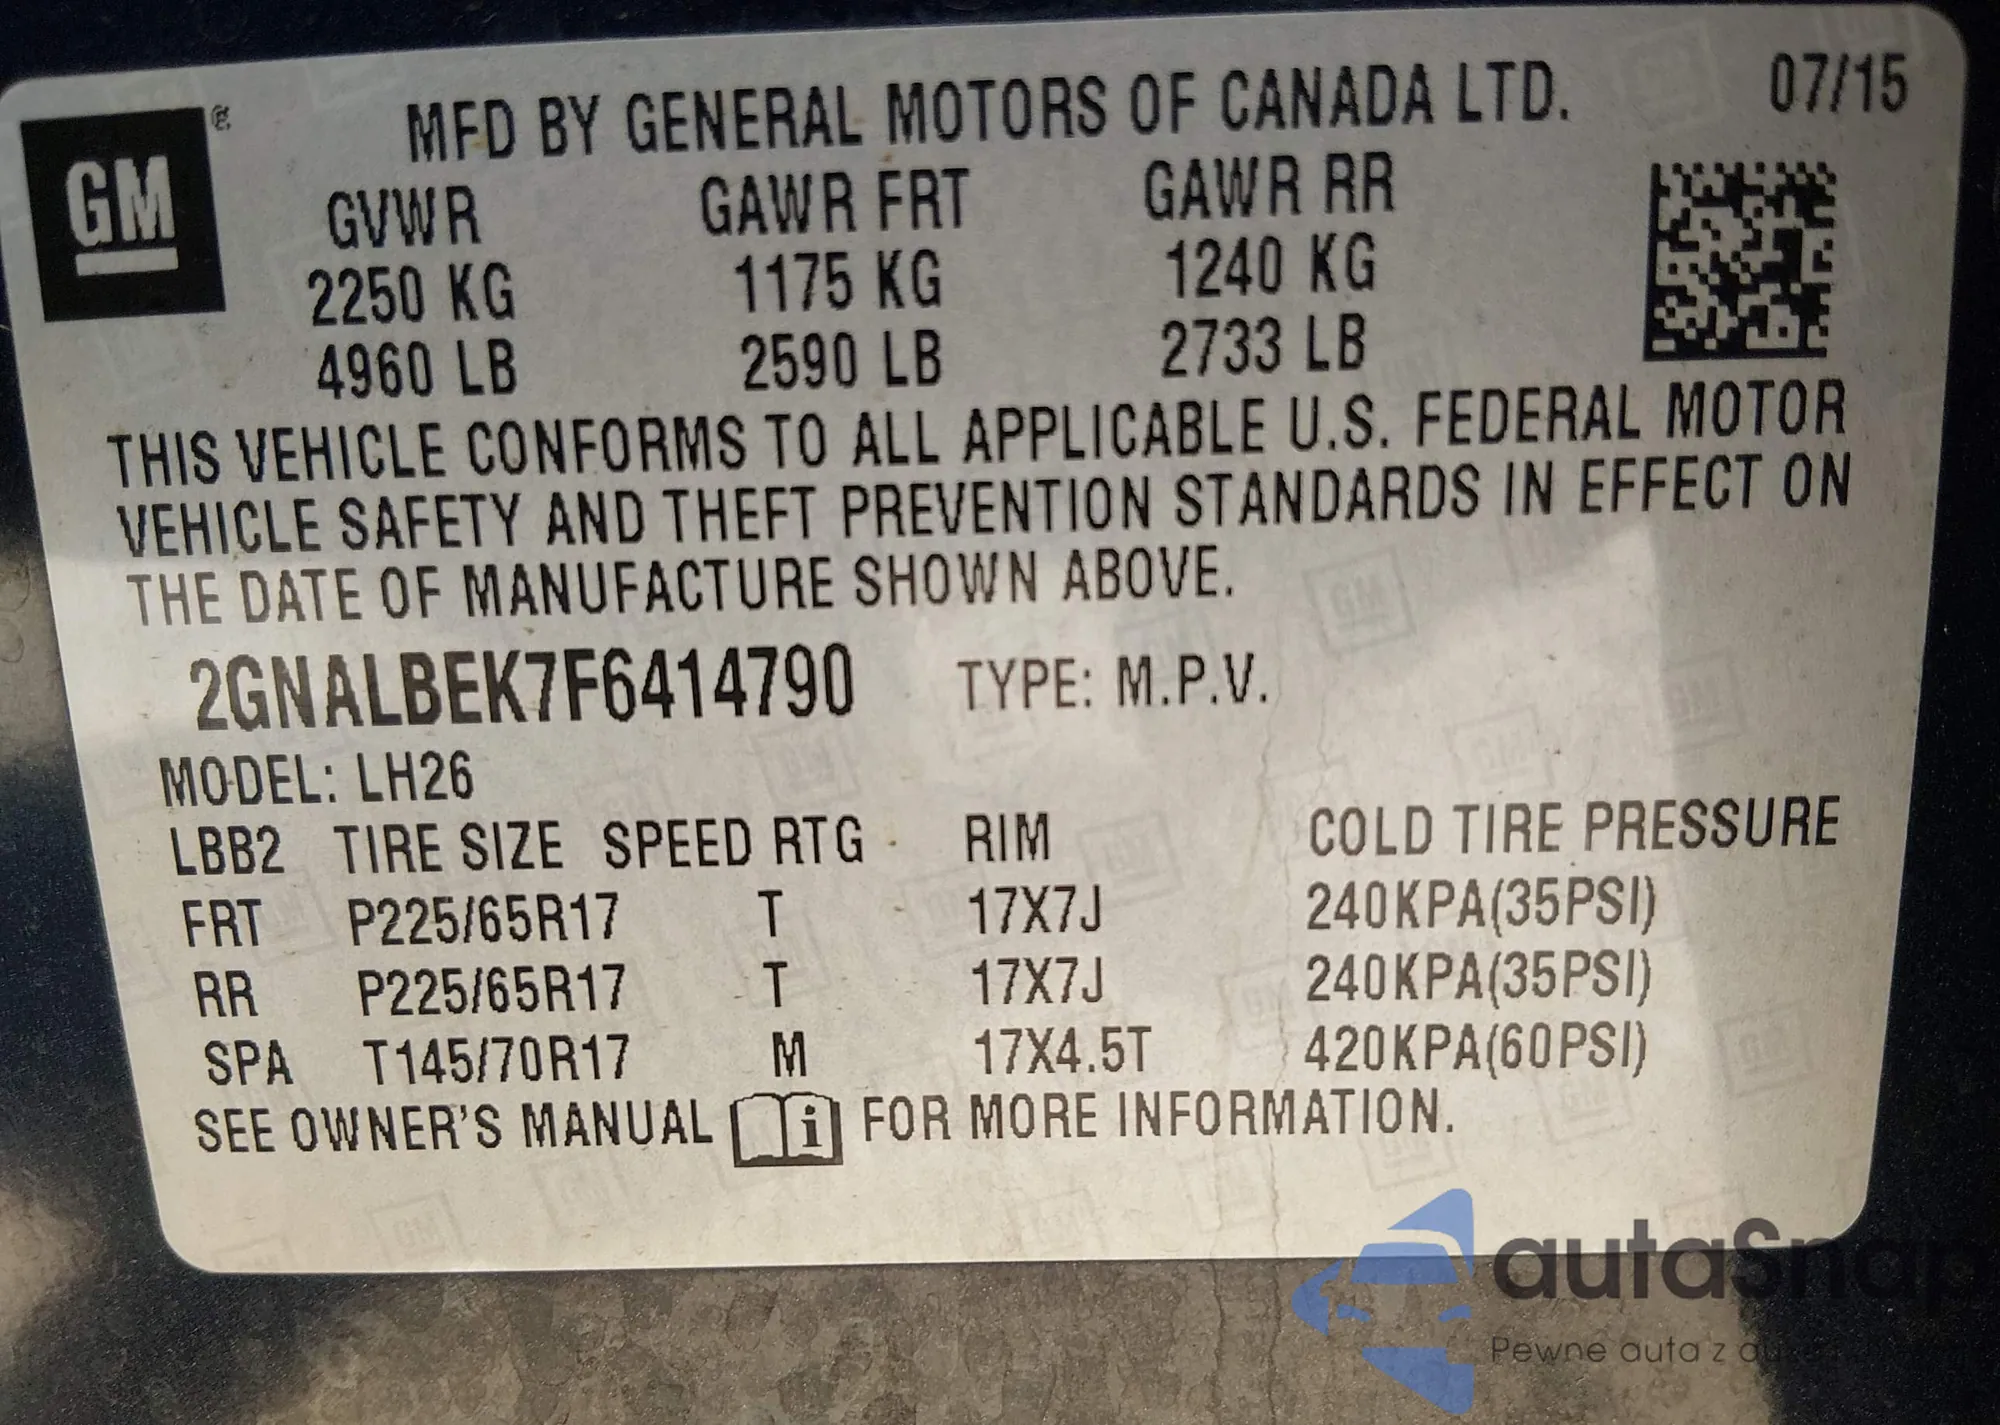 GM
MFD BY GENERAL MOTORS OF CANADA LTD. 07/15
GVWR GAWR FRT GAWR RR
2250 KG 1175 KG 1240 KG
4960 LB 2590 LB 2733 LB
THIS VEHICLE CONFORMS TO ALL APPLICABLE U.S. FEDERAL MOTOR
VEHICLE SAFETY AND THEFT PREVENTION STANDARDS IN EFFECT ON
THE DATE OF MANUFACTURE SHOWN ABOVE.
2GNALBEK7F6414790 TYPE: M.P.V.
MODEL: LH26
LBB2 TIRE SIZE SPEED RTG RIM COLD TIRE PRESSURE
FRT P225/65R17 T 17X7J 240KPA(35PSI)
RR P225/65R17 T 17X7J 240KPA(35PSI)
SPA T145/70R17 M 17X4.5T 420KPA(60PSI)
SEE OWNER'S MANUAL i FOR MORE INFORMATION.
autaSnap
Pewne auta z